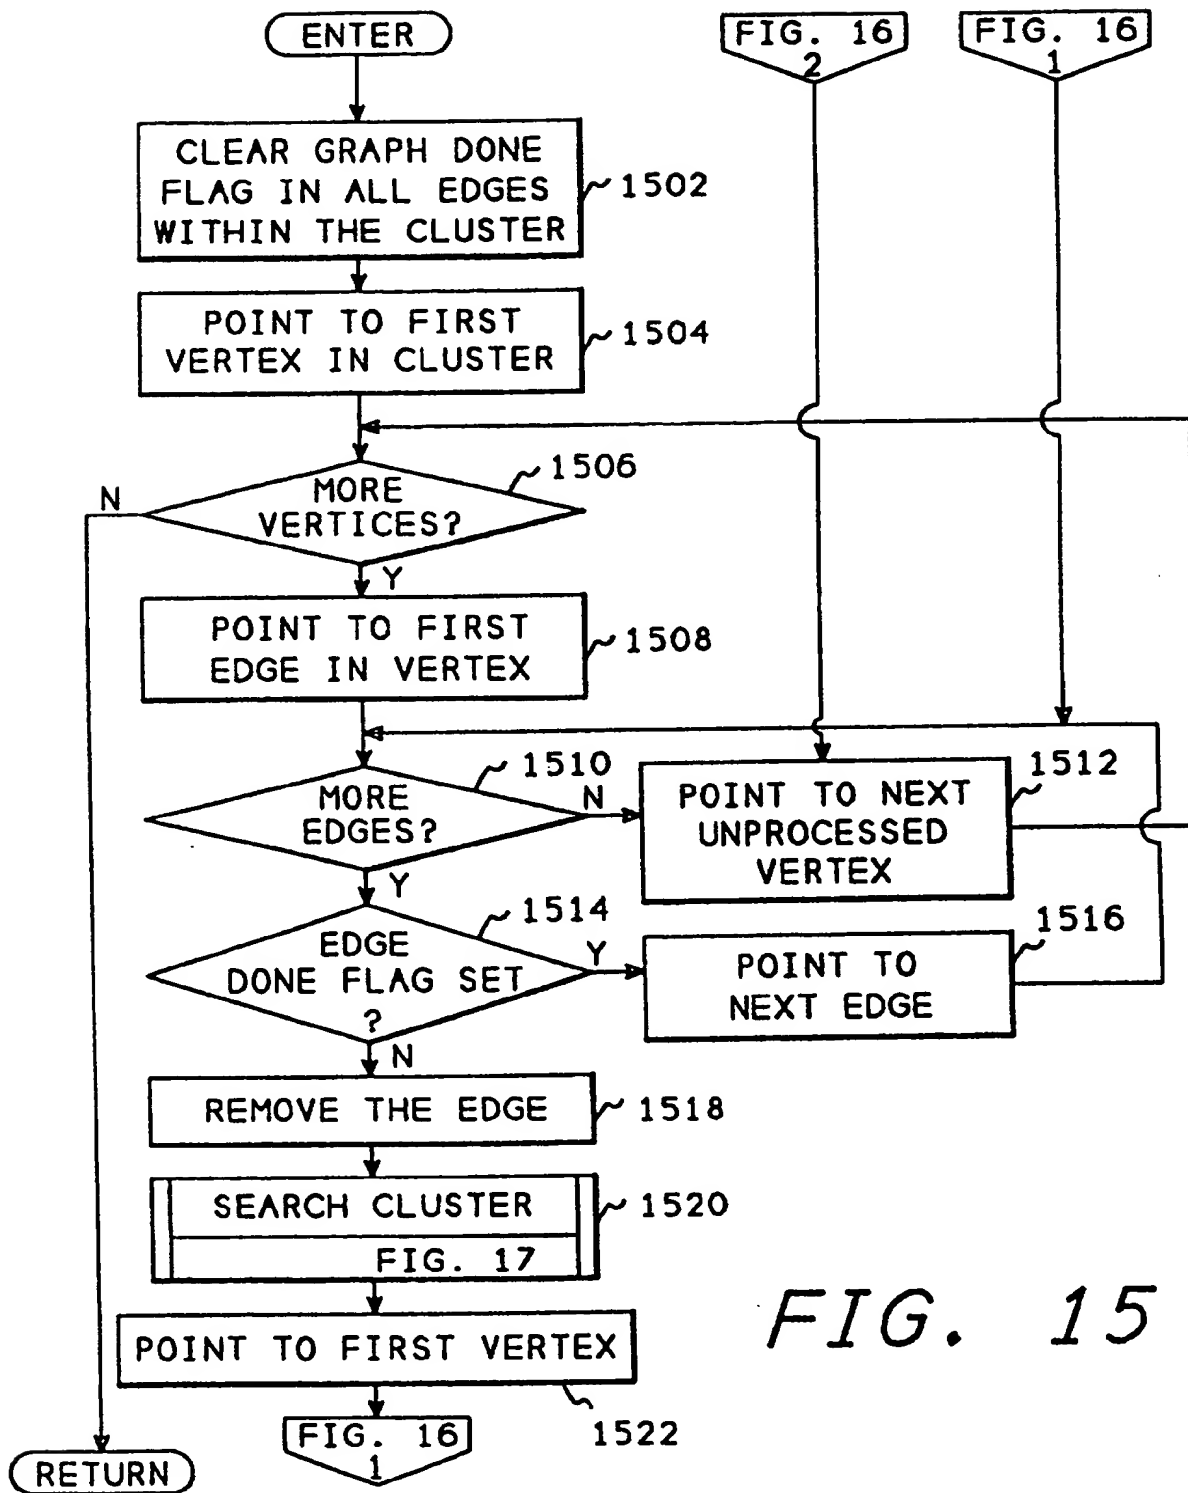 ENTER
FIG. 16
2
FIG. 16
1
CLEAR GRAPH DONE
FLAG IN ALL EDGES
WITHIN THE CLUSTER
1502
POINT TO FIRST
VERTEX IN CLUSTER
1504
1506
N
MORE
VERTICES?
Y
POINT TO FIRST
EDGE IN VERTEX
1508
1510
MORE
EDGES?
N
Y
1512
POINT TO NEXT
UNPROCESSED
VERTEX
1514
EDGE
DONE FLAG SET
?
Y
N
1516
POINT TO
NEXT EDGE
REMOVE THE EDGE
1518
SEARCH CLUSTER
FIG. 17
1520
POINT TO FIRST VERTEX
1522
FIG. 16
1
RETURN
FIG. 15